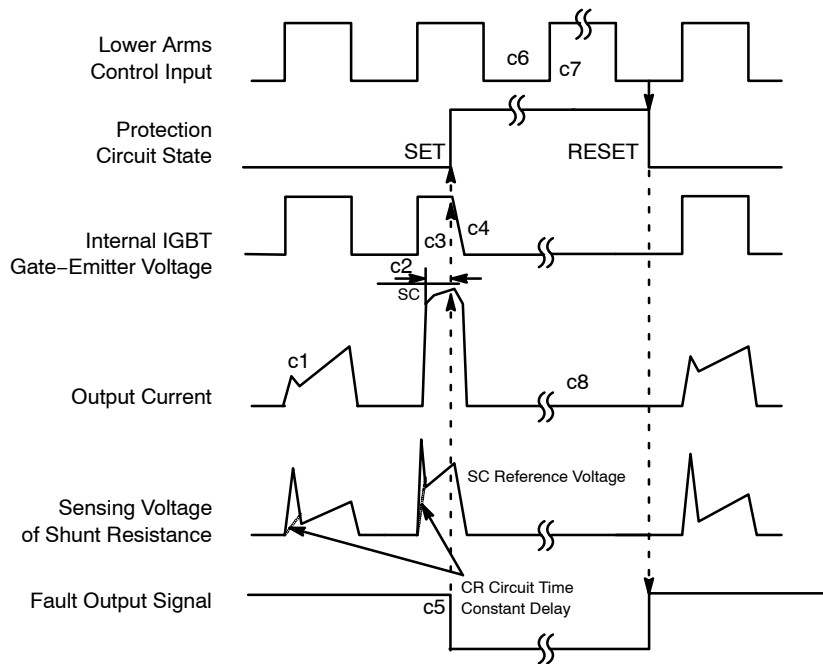 Lower Arms
Control Input
c6
c7
Protection
Circuit State
SET
RESET
Internal IGBT
Gate−Emitter Voltage
c3
c4
c2
SC
c1
Output Current
c8
SC Reference Voltage
Sensing Voltage
of Shunt Resistance
CR Circuit Time
Constant Delay
Fault Output Signal
c5